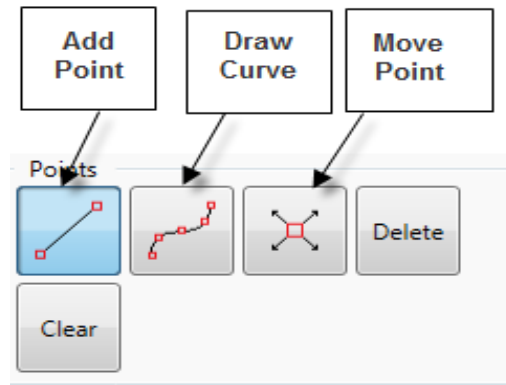 Add
Point
Draw
Curve
Move
Point
Points
Delete
Clear